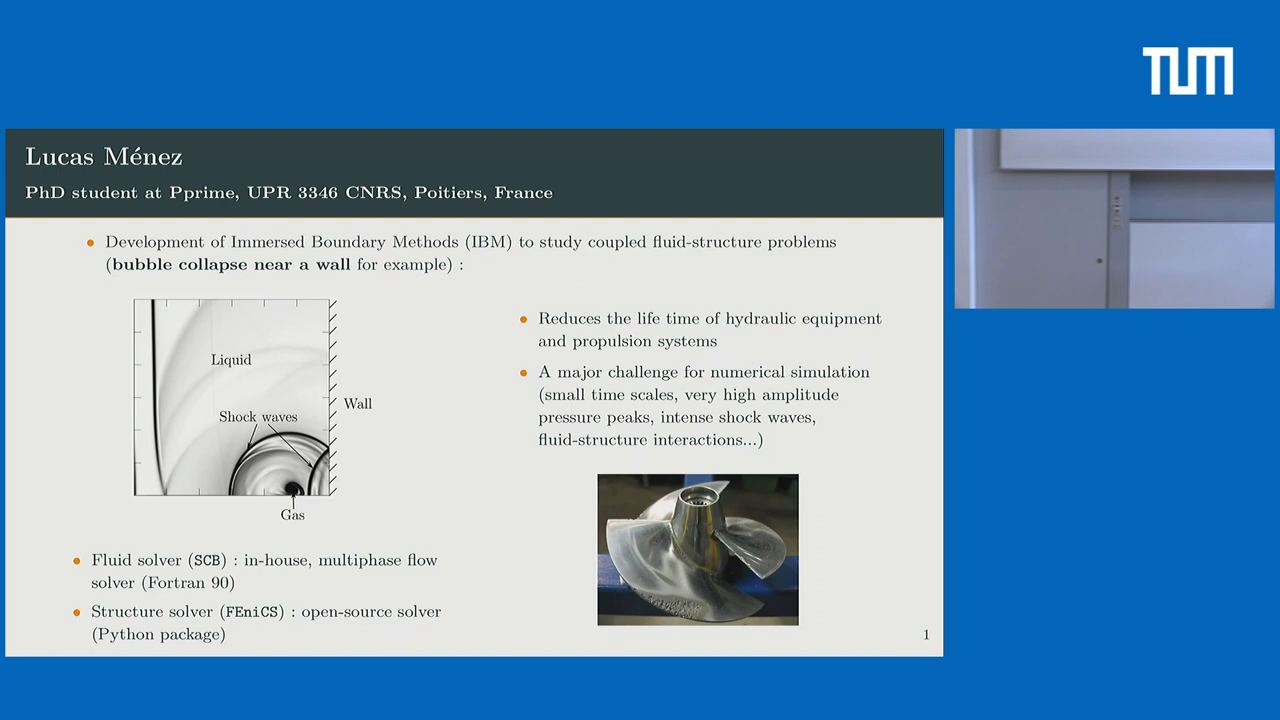 TUM
Lucas Ménez
PhD student at Pprime, UPR 3346 CNRS, Poitiers, France
• Development of Immersed Boundary Methods (IBM) to study coupled fluid-structure problems
(bubble collapse near a wall for example) :
Liquid
Shock waves
Wall
Gas
• Reduces the life time of hydraulic equipment
and propulsion systems
• A major challenge for numerical simulation
(small time scales, very high amplitude
pressure peaks, intense shock waves,
fluid-structure interactions...)
• Fluid solver (SCB) : in-house, multiphase flow
solver (Fortran 90)
• Structure solver (FEniCS) : open-source solver
(Python package)
1